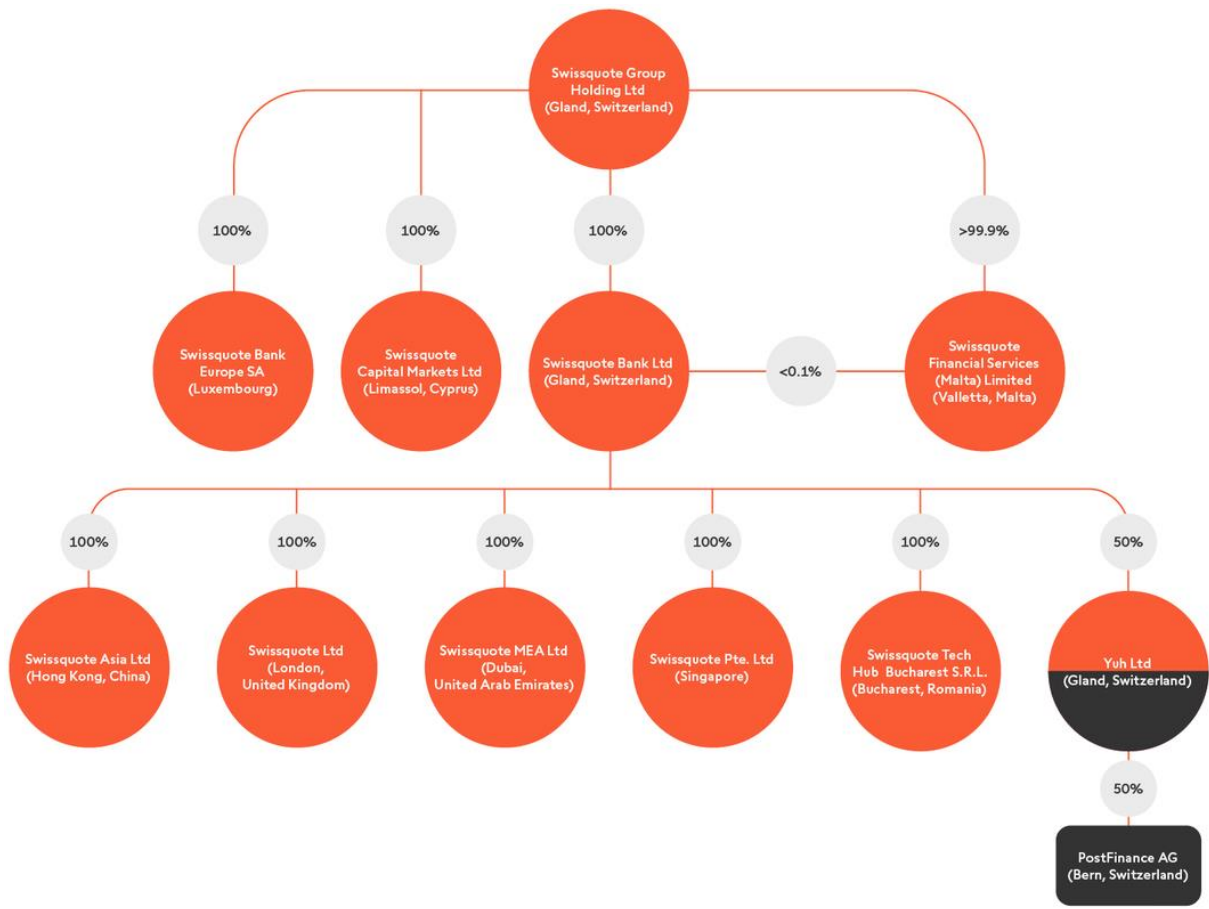 Swissquote Group
Holding Ltd
(Gland, Switzerland)
100%
100%
100%
>99.9%
Swissquote Bank
Europe SA
(Luxembourg)
Swissquote
Capital Markets Ltd
(Limassol, Cyprus)
Swissquote Bank Ltd
(Gland, Switzerland)
<0.1%
Swissquote
Financial Services
(Malta) Limited
(Valletta, Malta)
100%
100%
100%
100%
100%
50%
Swissquote Asia Ltd
(Hong Kong, China)
Swissquote Ltd
(London,
United Kingdom)
Swissquote MEA Ltd
(Dubai,
United Arab Emirates)
Swissquote Pte. Ltd
(Singapore)
Swissquote Tech
Hub Bucharest S.R.L.
(Bucharest, Romania)
Yuh Ltd
(Gland, Switzerland)
50%
PostFinance AG
(Bern, Switzerland)